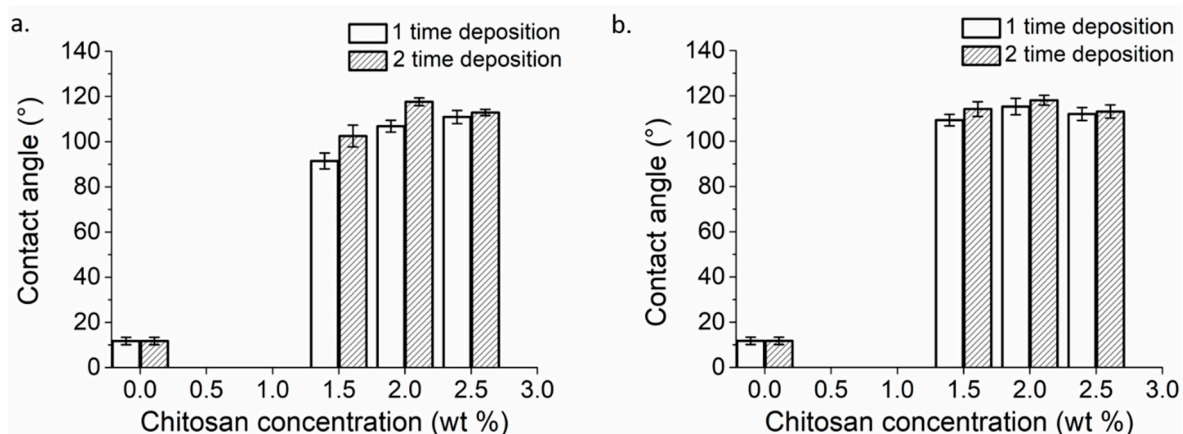 a.
1 time deposition
2 time deposition
140
120
100
80
60
40
20
0
Contact angle (°)
0.0 0.5 1.0 1.5 2.0 2.5 3.0
Chitosan concentration (wt %)
b.
1 time deposition
2 time deposition
140
120
100
80
60
40
20
0
Contact angle (°)
0.0 0.5 1.0 1.5 2.0 2.5 3.0
Chitosan concentration (wt %)